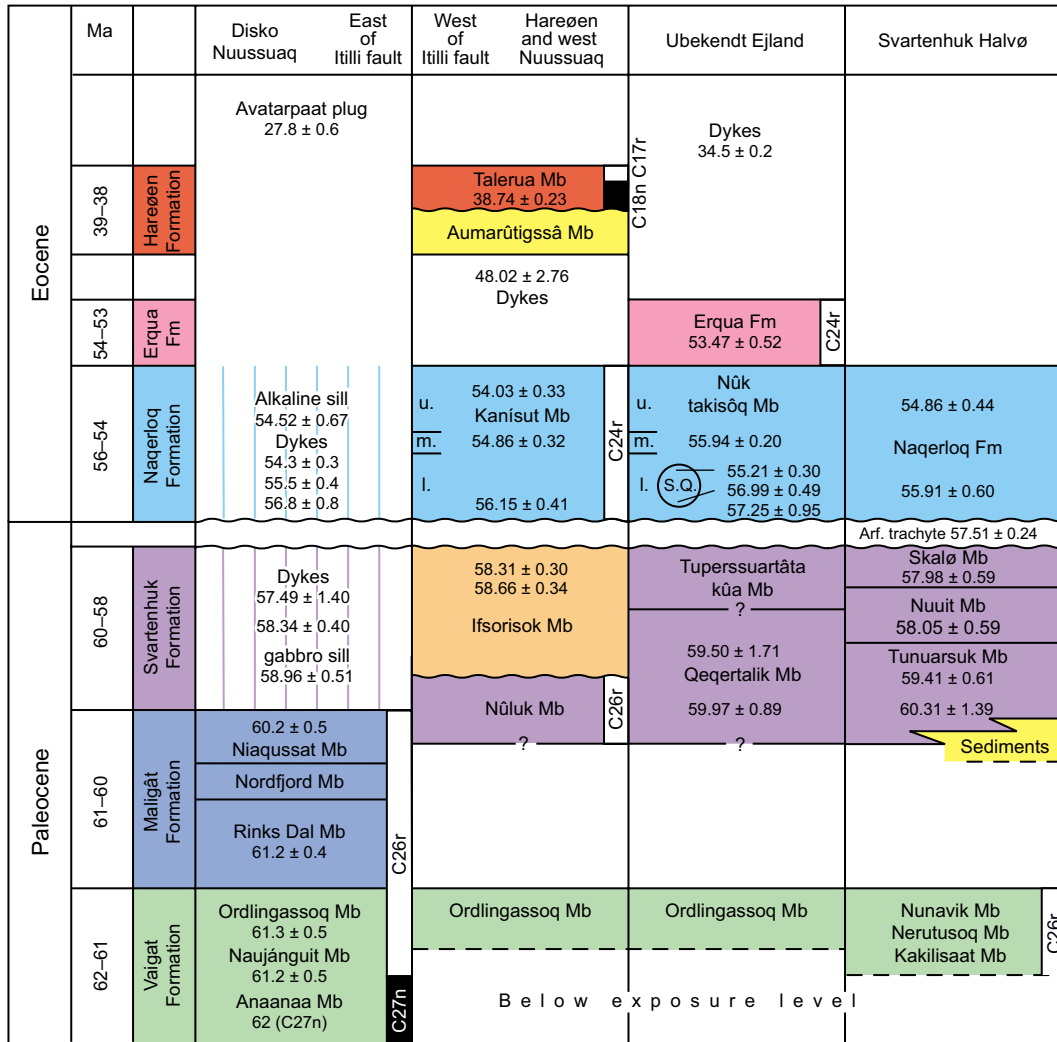 Ma
Disko
Nuussuaq
East
of
Itilli fault
West
of
Itilli fault
Hareøen
and west
Nuussuaq
Ubekendt Ejland
Svartenhuk Halvø
Eocene
39–38
Hareøen
Formation
54–53
Erqua
Fm
56–54
Naqerloq
Formation
Paleocene
60–58
Svartenhuk
Formation
61–60
Maligât
Formation
62–61
Vaigat
Formation
Avatarpaat plug
27.8 ± 0.6
Alkaline sill
54.52 ± 0.67
Dykes
54.3 ± 0.3
55.5 ± 0.4
56.8 ± 0.8
Dykes
57.49 ± 1.40
58.34 ± 0.40
gabbro sill
58.96 ± 0.51
60.2 ± 0.5
Niaqussat Mb
Nordfjord Mb
Rinks Dal Mb
61.2 ± 0.4
C26r
Ordlingassoq Mb
61.3 ± 0.5
Naujánguit Mb
61.2 ± 0.5
Anaanaa Mb
62 (C27n)
C27n
Talerua Mb
38.74 ± 0.23
Aumarûtigssâ Mb
C18n C17r
48.02 ± 2.76
Dykes
u.
54.03 ± 0.33
Kanísut Mb
m.
54.86 ± 0.32
l.
56.15 ± 0.41
C24r
58.31 ± 0.30
58.66 ± 0.34
Ifsorisok Mb
Nûluk Mb
C26r
?
Ordlingassoq Mb
Dykes
34.5 ± 0.2
Erqua Fm
53.47 ± 0.52
C24r
Nûk
takisôq Mb
u.
m.
55.94 ± 0.20
l.
S.Q.
55.21 ± 0.30
56.99 ± 0.49
57.25 ± 0.95
Tuperssuartâta
kûa Mb
?
59.50 ± 1.71
Qeqertalik Mb
59.97 ± 0.89
?
Ordlingassoq Mb
54.86 ± 0.44
Naqerloq Fm
55.91 ± 0.60
Arf. trachyte 57.51 ± 0.24
Skalø Mb
57.98 ± 0.59
Nuuit Mb
58.05 ± 0.59
Tunuarsuk Mb
59.41 ± 0.61
60.31 ± 1.39
Sediments
Nunavik Mb
Nerutusoq Mb
Kakilisaat Mb
C26r
Below exposure level